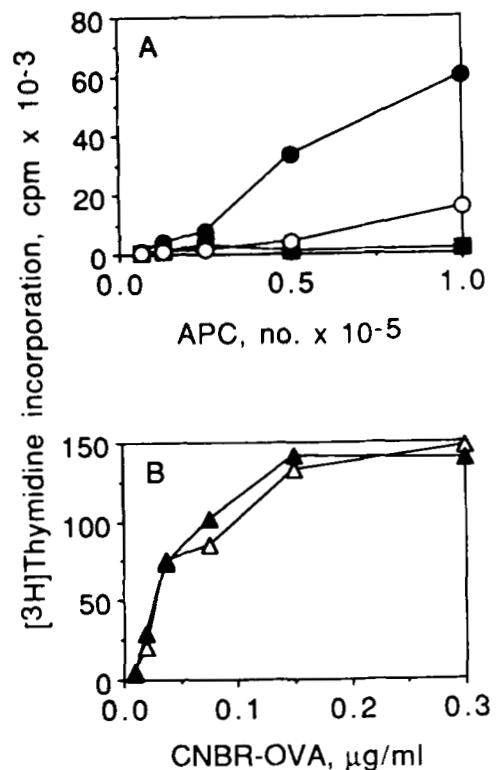 [3H]Thymidine incorporation, cpm x 10-3
80
A
60
40
20
0
0.0 0.5 1.0
APC, no. x 10-5
150
B
100
50
0
0.0 0.1 0.2 0.3
CNBR-OVA, µg/ml